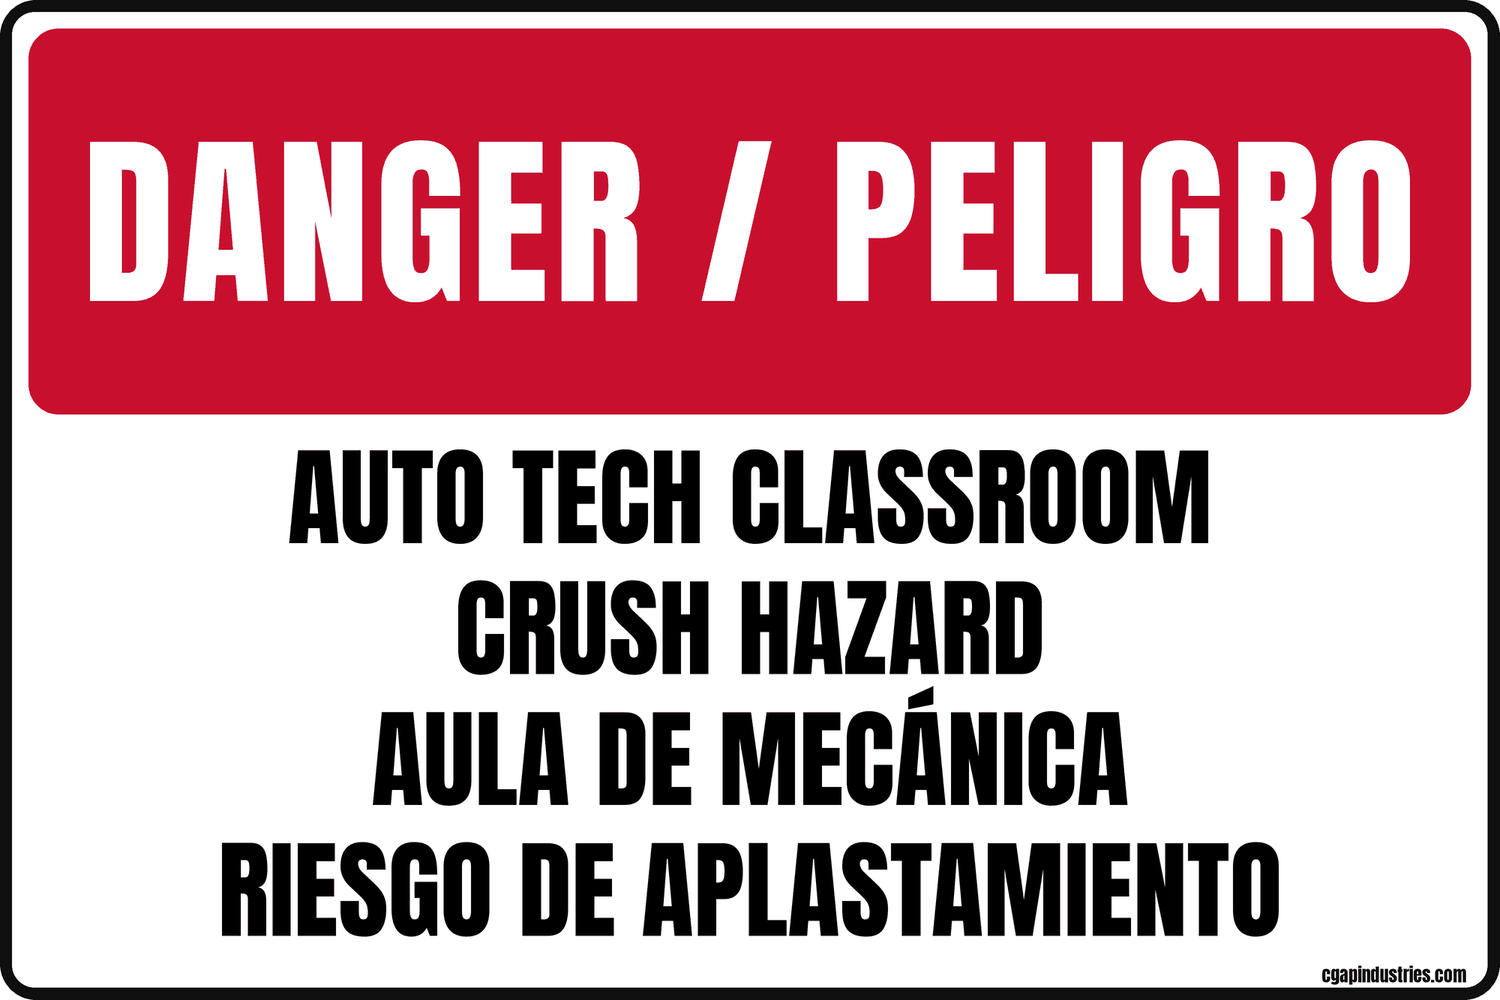 DANGER / PELIGRO
AUTO TECH CLASSROOM
CRUSH HAZARD
AULA DE MECÁNICA
RIESGO DE APLASTAMIENTO
cgapindustries.com